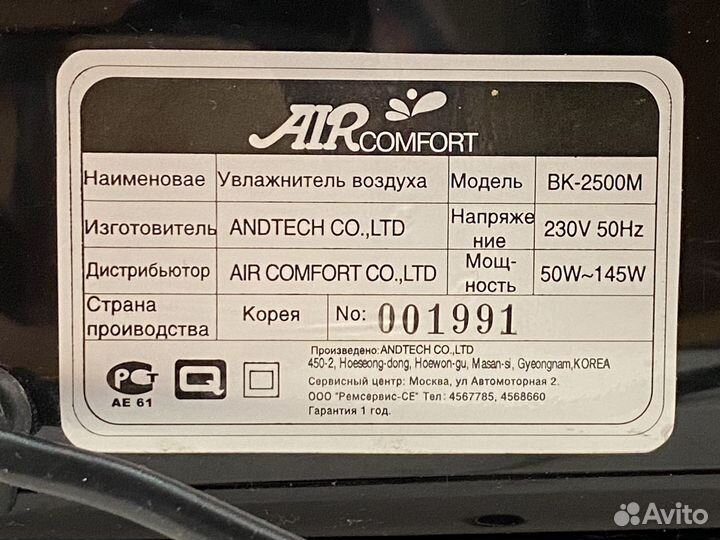 AIR COMFORT
Наименовае Увлажнитель воздуха Модель BK-2500M
Изготовитель ANDTECH CO.,LTD Напряже
ние 230V 50Hz
Дистрибьютор AIR COMFORT CO.,LTD Мощ-
ность 50W~145W
Страна
проиводства Корея No: 001991
Произведено: ANDTECH CO.,LTD
450-2, Hoeseong-dong, Hoewon-gu, Masan-si, Gyeongnam,KOREA
Сервисный центр: Москва, ул Автомоторная 2.
ООО "Ремсервис-СЕ" Тел: 4567785, 4568660
Гарантия 1 год.
РСТ
АЕ 61
Q
Avito